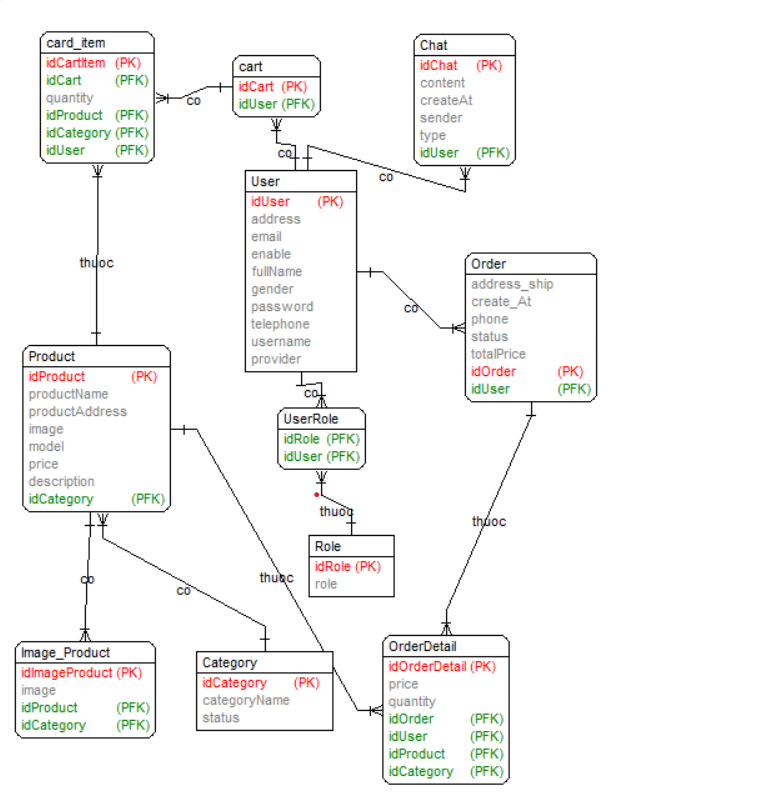 card_item
idCartItem (PK)
idCart (PFK)
quantity
idProduct (PFK)
idCategory (PFK)
idUser (PFK)
co
cart
idCart (PK)
idUser (PFK)
Chat
idChat (PK)
content
createAt
sender
type
idUser (PFK)
co
co
User
idUser (PK)
address
email
enable
fullName
gender
password
telephone
username
provider
thuoc
co
Order
address_ship
create_At
phone
status
totalPrice
idOrder (PK)
idUser (PFK)
Product
idProduct (PK)
productName
productAddress
image
model
price
description
idCategory (PFK)
co
UserRole
idRole (PFK)
idUser (PFK)
thuoc
Role
idRole (PK)
role
thuoc
co
co
thuoc
Image_Product
idImageProduct (PK)
image
idProduct (PFK)
idCategory (PFK)
Category
idCategory (PK)
categoryName
status
OrderDetail
idOrderDetail (PK)
price
quantity
idOrder (PFK)
idUser (PFK)
idProduct (PFK)
idCategory (PFK)